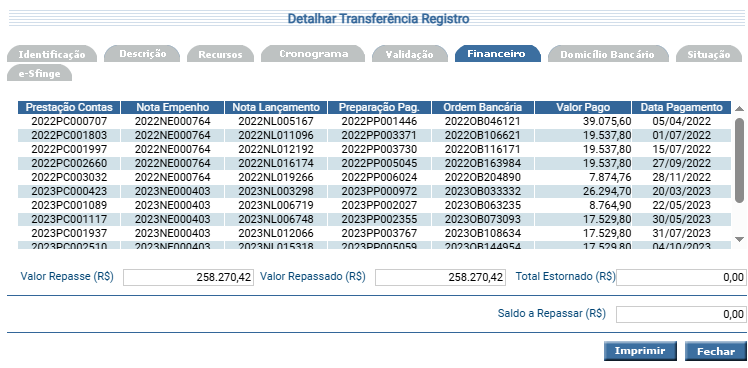 Detalhar Transferência Registro
Identificação Descrição Recursos Cronograma Validação Financeiro Domicílio Bancário Situação
e-Sfinge
Prestação Contas Nota Empenho Nota Lançamento Preparação Pag. Ordem Bancária Valor Pago Data Pagamento
2022PC000707 2022NE000764 2022NL005167 2022PP001446 2022OB046121 39.075,60 05/04/2022
2022PC001803 2022NE000764 2022NL011096 2022PP003371 2022OB106621 19.537,80 01/07/2022
2022PC001997 2022NE000764 2022NL012192 2022PP003730 2022OB116171 19.537,80 15/07/2022
2022PC002660 2022NE000764 2022NL016174 2022PP005045 2022OB163984 19.537,80 27/09/2022
2022PC003032 2022NE000764 2022NL019266 2022PP006024 2022OB204890 7.874,76 28/11/2022
2023PC000423 2023NE000403 2023NL003298 2023PP000972 2023OB033332 26.294,70 20/03/2023
2023PC001089 2023NE000403 2023NL006719 2023PP002027 2023OB063235 8.764,90 22/05/2023
2023PC001117 2023NE000403 2023NL006748 2023PP002355 2023OB073093 17.529,80 30/05/2023
2023PC001937 2023NE000403 2023NL012066 2023PP003767 2023OB108634 17.529,80 31/07/2023
2023PC002510 2023NE000403 2023NL015318 2023PP005059 2023OB144954 17.529,80 04/10/2023
Valor Repasse (R$) 258.270,42 Valor Repassado (R$) 258.270,42 Total Estornado (R$) 0,00
Saldo a Repassar (R$) 0,00
Imprimir Fechar